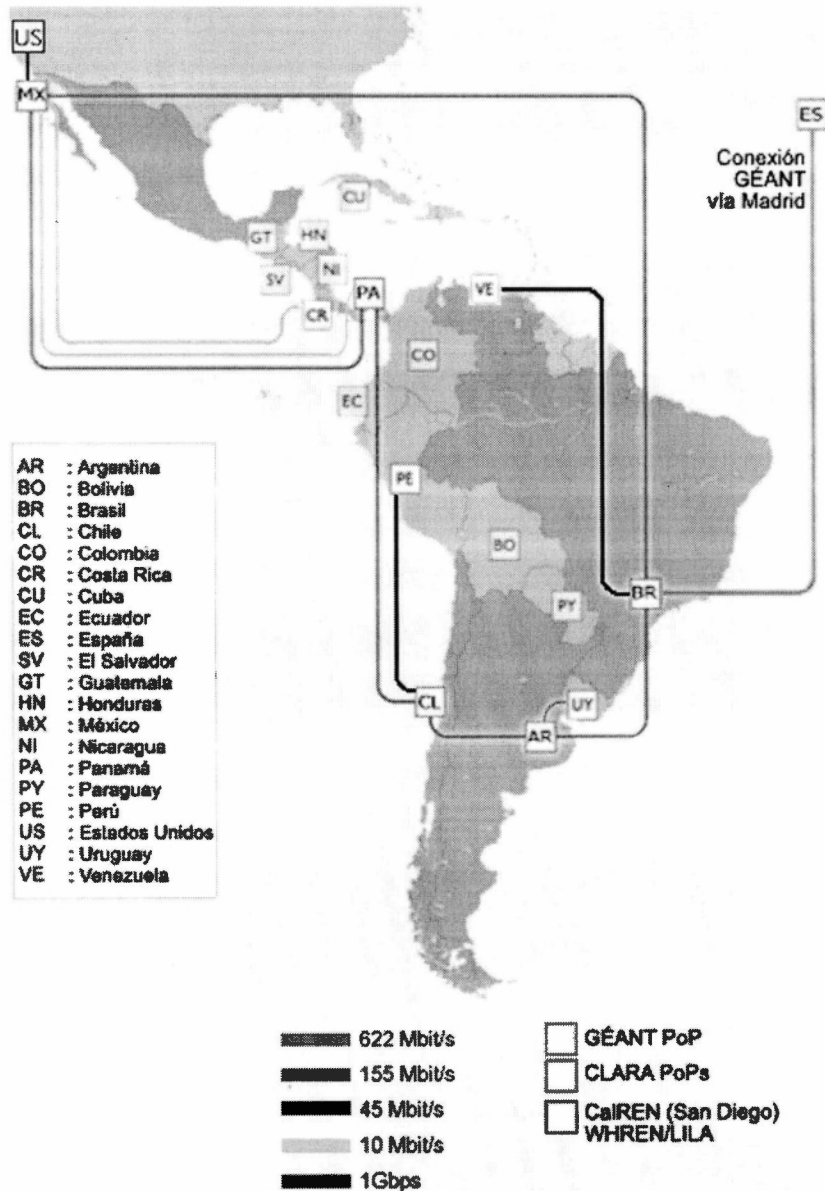 US
MX
ES
Conexión
GÉANT
vía Madrid
CU
GT
HN
NI
SV
PA
VE
CR
CO
EC
PE
BO
PY
BR
CL
UY
AR
AR : Argentina
BO : Bolivia
BR : Brasil
CL : Chile
CO : Colombia
CR : Costa Rica
CU : Cuba
EC : Ecuador
ES : España
SV : El Salvador
GT : Guatemala
HN : Honduras
MX : México
NI : Nicaragua
PA : Panamá
PY : Paraguay
PE : Perú
US : Estados Unidos
UY : Uruguay
VE : Venezuela
622 Mbit/s
155 Mbit/s
45 Mbit/s
10 Mbit/s
1Gbps
GÉANT PoP
CLARA PoPs
CalREN (San Diego)
WHREN/LILA